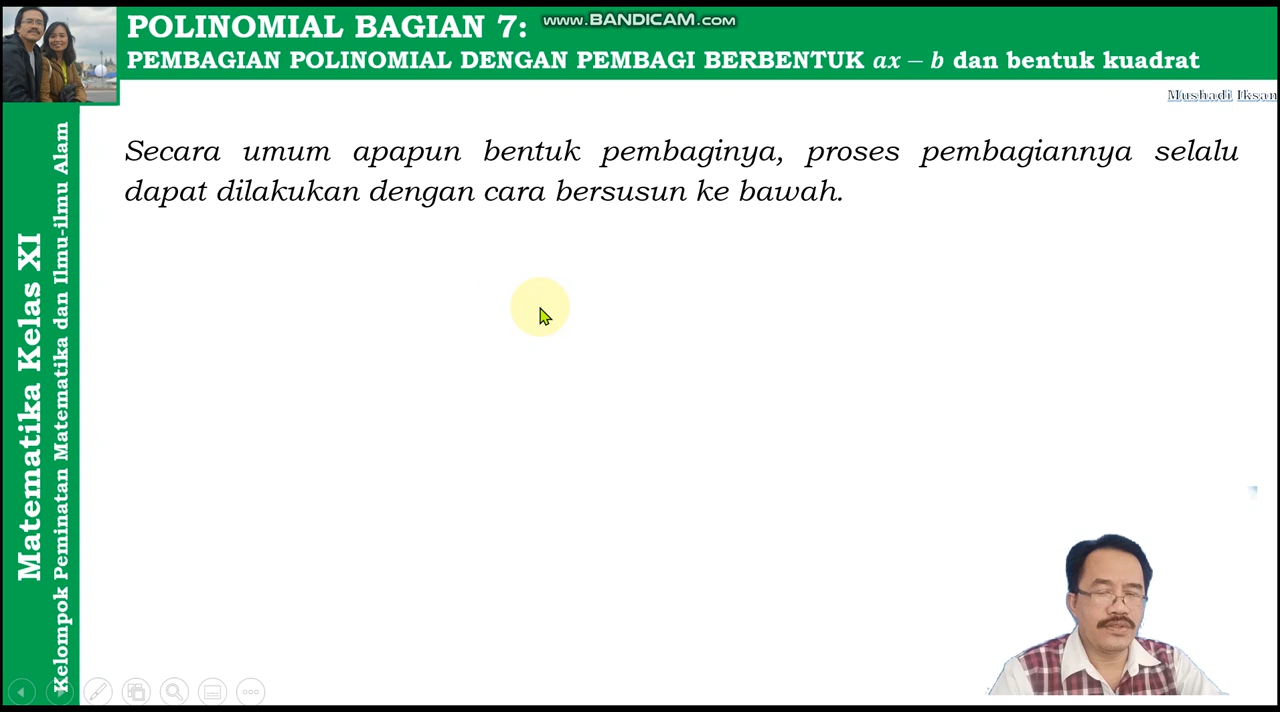 www.BANDICAM.com
POLINOMIAL BAGIAN 7:
PEMBAGIAN POLINOMIAL DENGAN PEMBAGI BERBENTUK ax − b dan bentuk kuadrat
Mushadi Iksan
Secara umum apapun bentuk pembaginya, proses pembagiannya selalu
dapat dilakukan dengan cara bersusun ke bawah.
Matematika Kelas XI
Kelompok Peminatan Matematika dan Ilmu-ilmu Alam